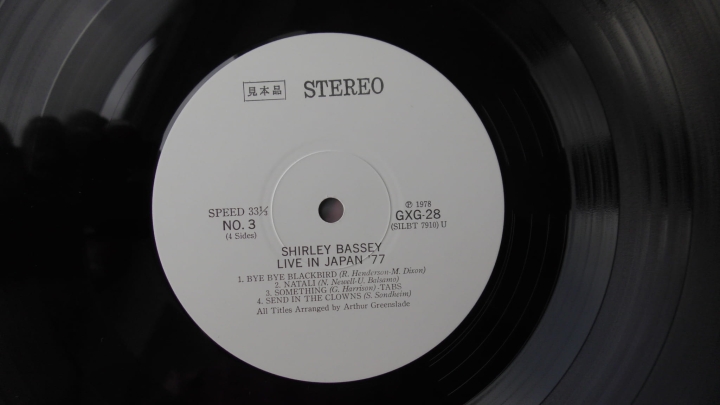 見本品 STEREO
SPEED 33⅓
NO. 3
(4 Sides)
℗ 1978
GXG-28
(SILBT 7910) U
SHIRLEY BASSEY
LIVE IN JAPAN '77
1. BYE BYE BLACKBIRD (R. Henderson-M. Dixon)
2. NATALI (N. Newell-U. Balsamo)
3. SOMETHING (G. Harrison)-TABS
4. SEND IN THE CLOWNS (S. Sondheim)
All Titles Arranged by Arthur Greenslade